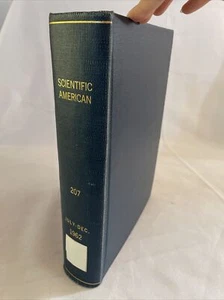 SCIENTIFIC
AMERICAN
207
JULY-DEC.
1962